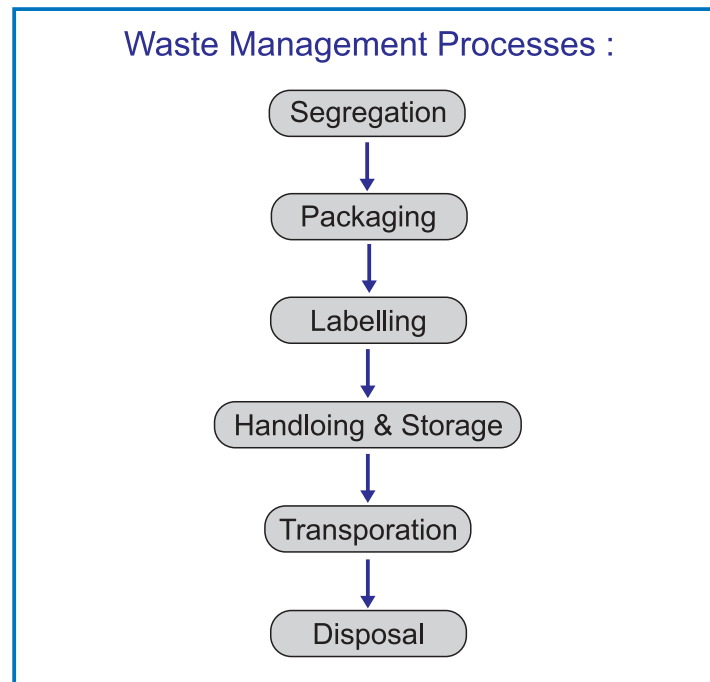 Waste Management Processes :
Segregation
Packaging
Labelling
Handloing & Storage
Transporation
Disposal